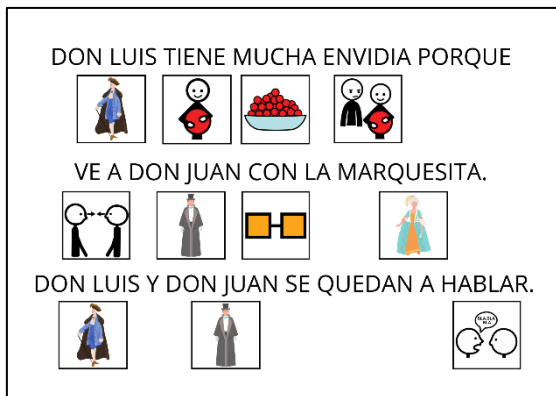 DON LUIS TIENE MUCHA ENVIDIA PORQUE
VE A DON JUAN CON LA MARQUESITA.
DON LUIS Y DON JUAN SE QUEDAN A HABLAR.